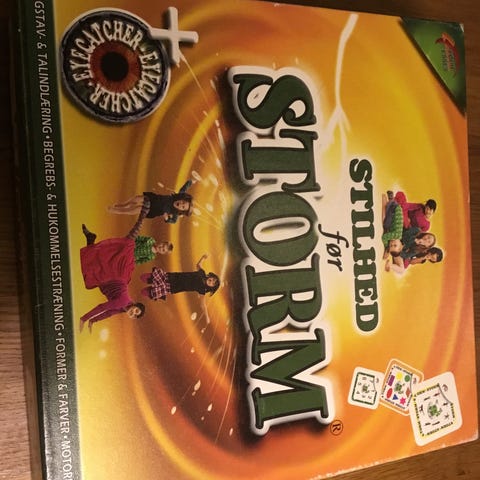 STILHED
før
STORM®
EYECATCHER · EYECATCHER ·
GSTAV- & TALINDLÆRING · BEGREBS- & HUKOMMELSESTRÆNING · FORMER & FARVER · MOTOR